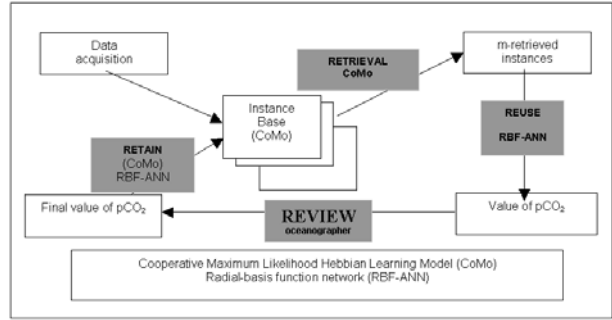 Data
acquisition
RETRIEVAL
CoMo
m-retrieved
instances
Instance
Base
(CoMo)
REUSE
RBF-ANN
RETAIN
(CoMo)
RBF-ANN
Final value of pCO₂
REVIEW
oceanographer
Value of pCO₂
Cooperative Maximum Likelihood Hebbian Learning Model (CoMo)
Radial-basis function network (RBF-ANN)